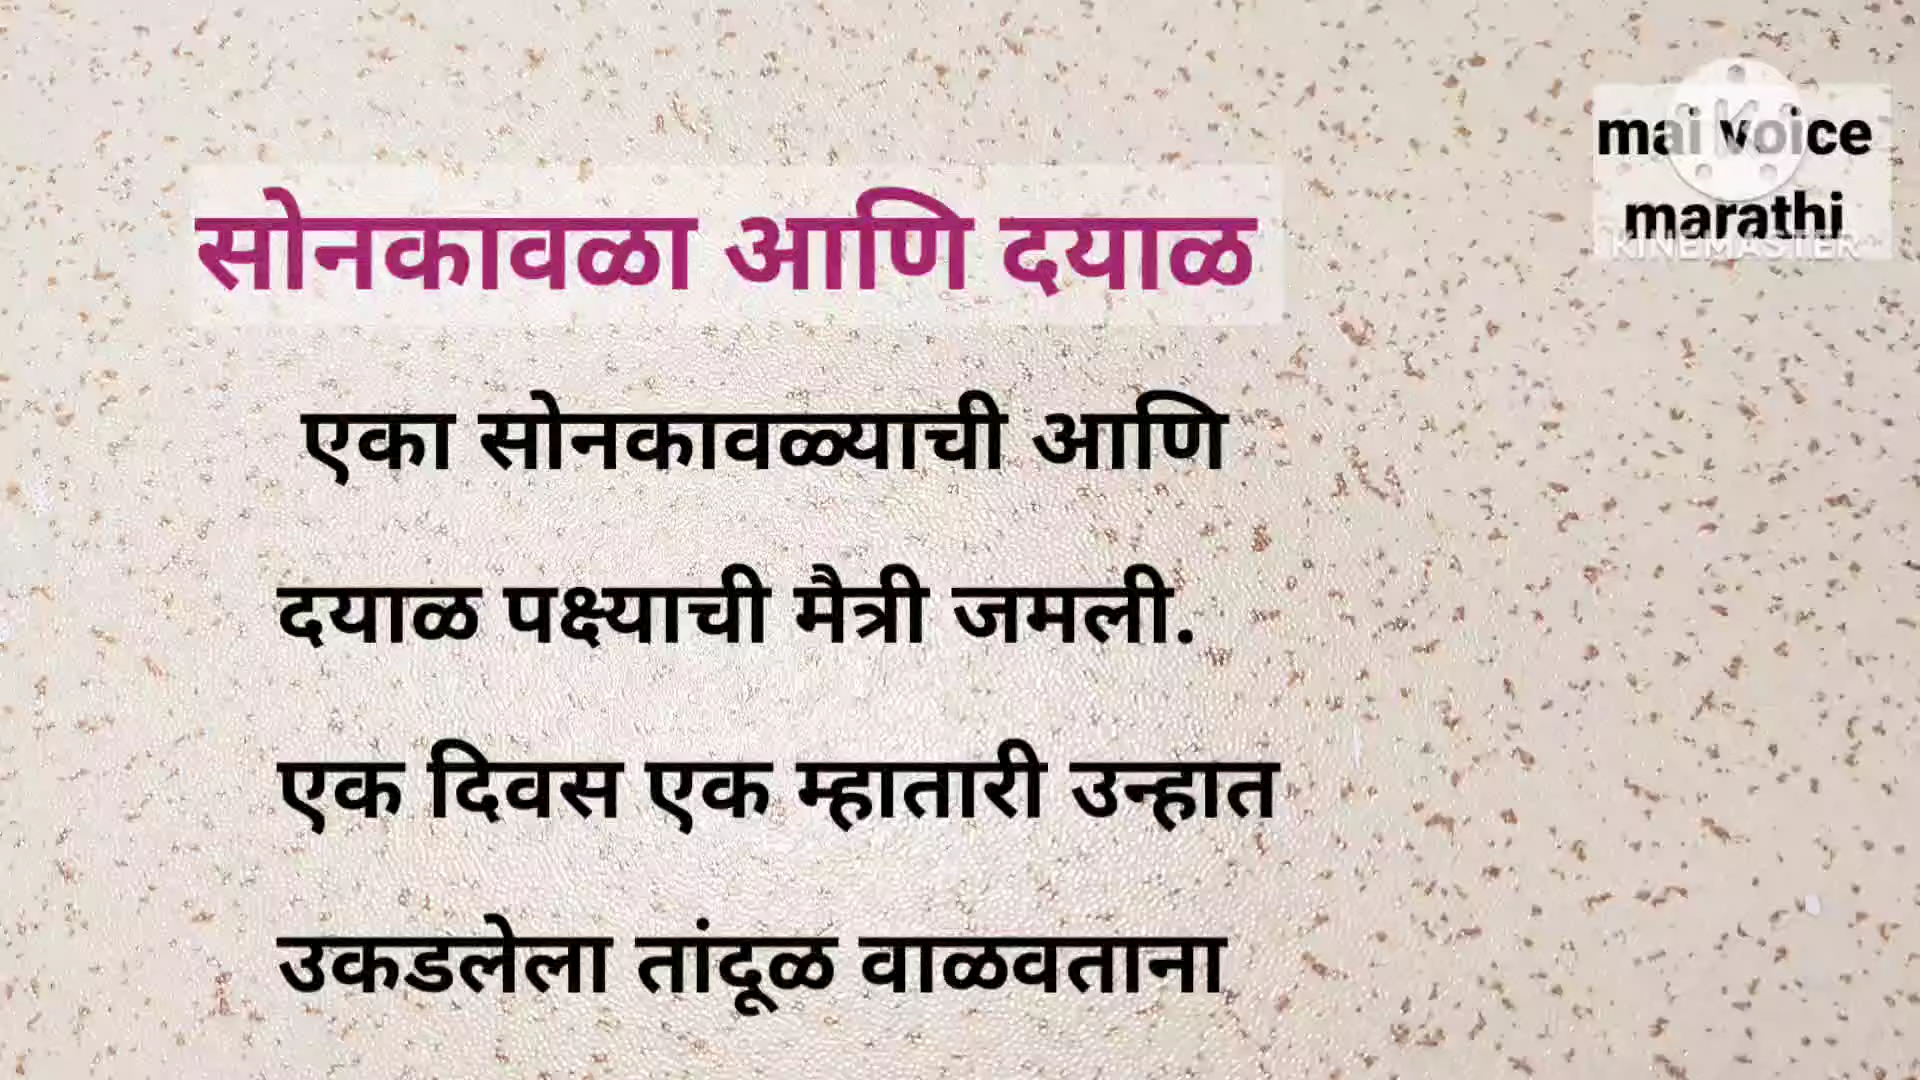 mai voice
marathi
KINEMASTER
सोनकावळा आणि दयाळ
एका सोनकावळ्याची आणि
दयाळ पक्ष्याची मैत्री जमली.
एक दिवस एक म्हातारी उन्हात
उकडलेला तांदूळ वाळवताना